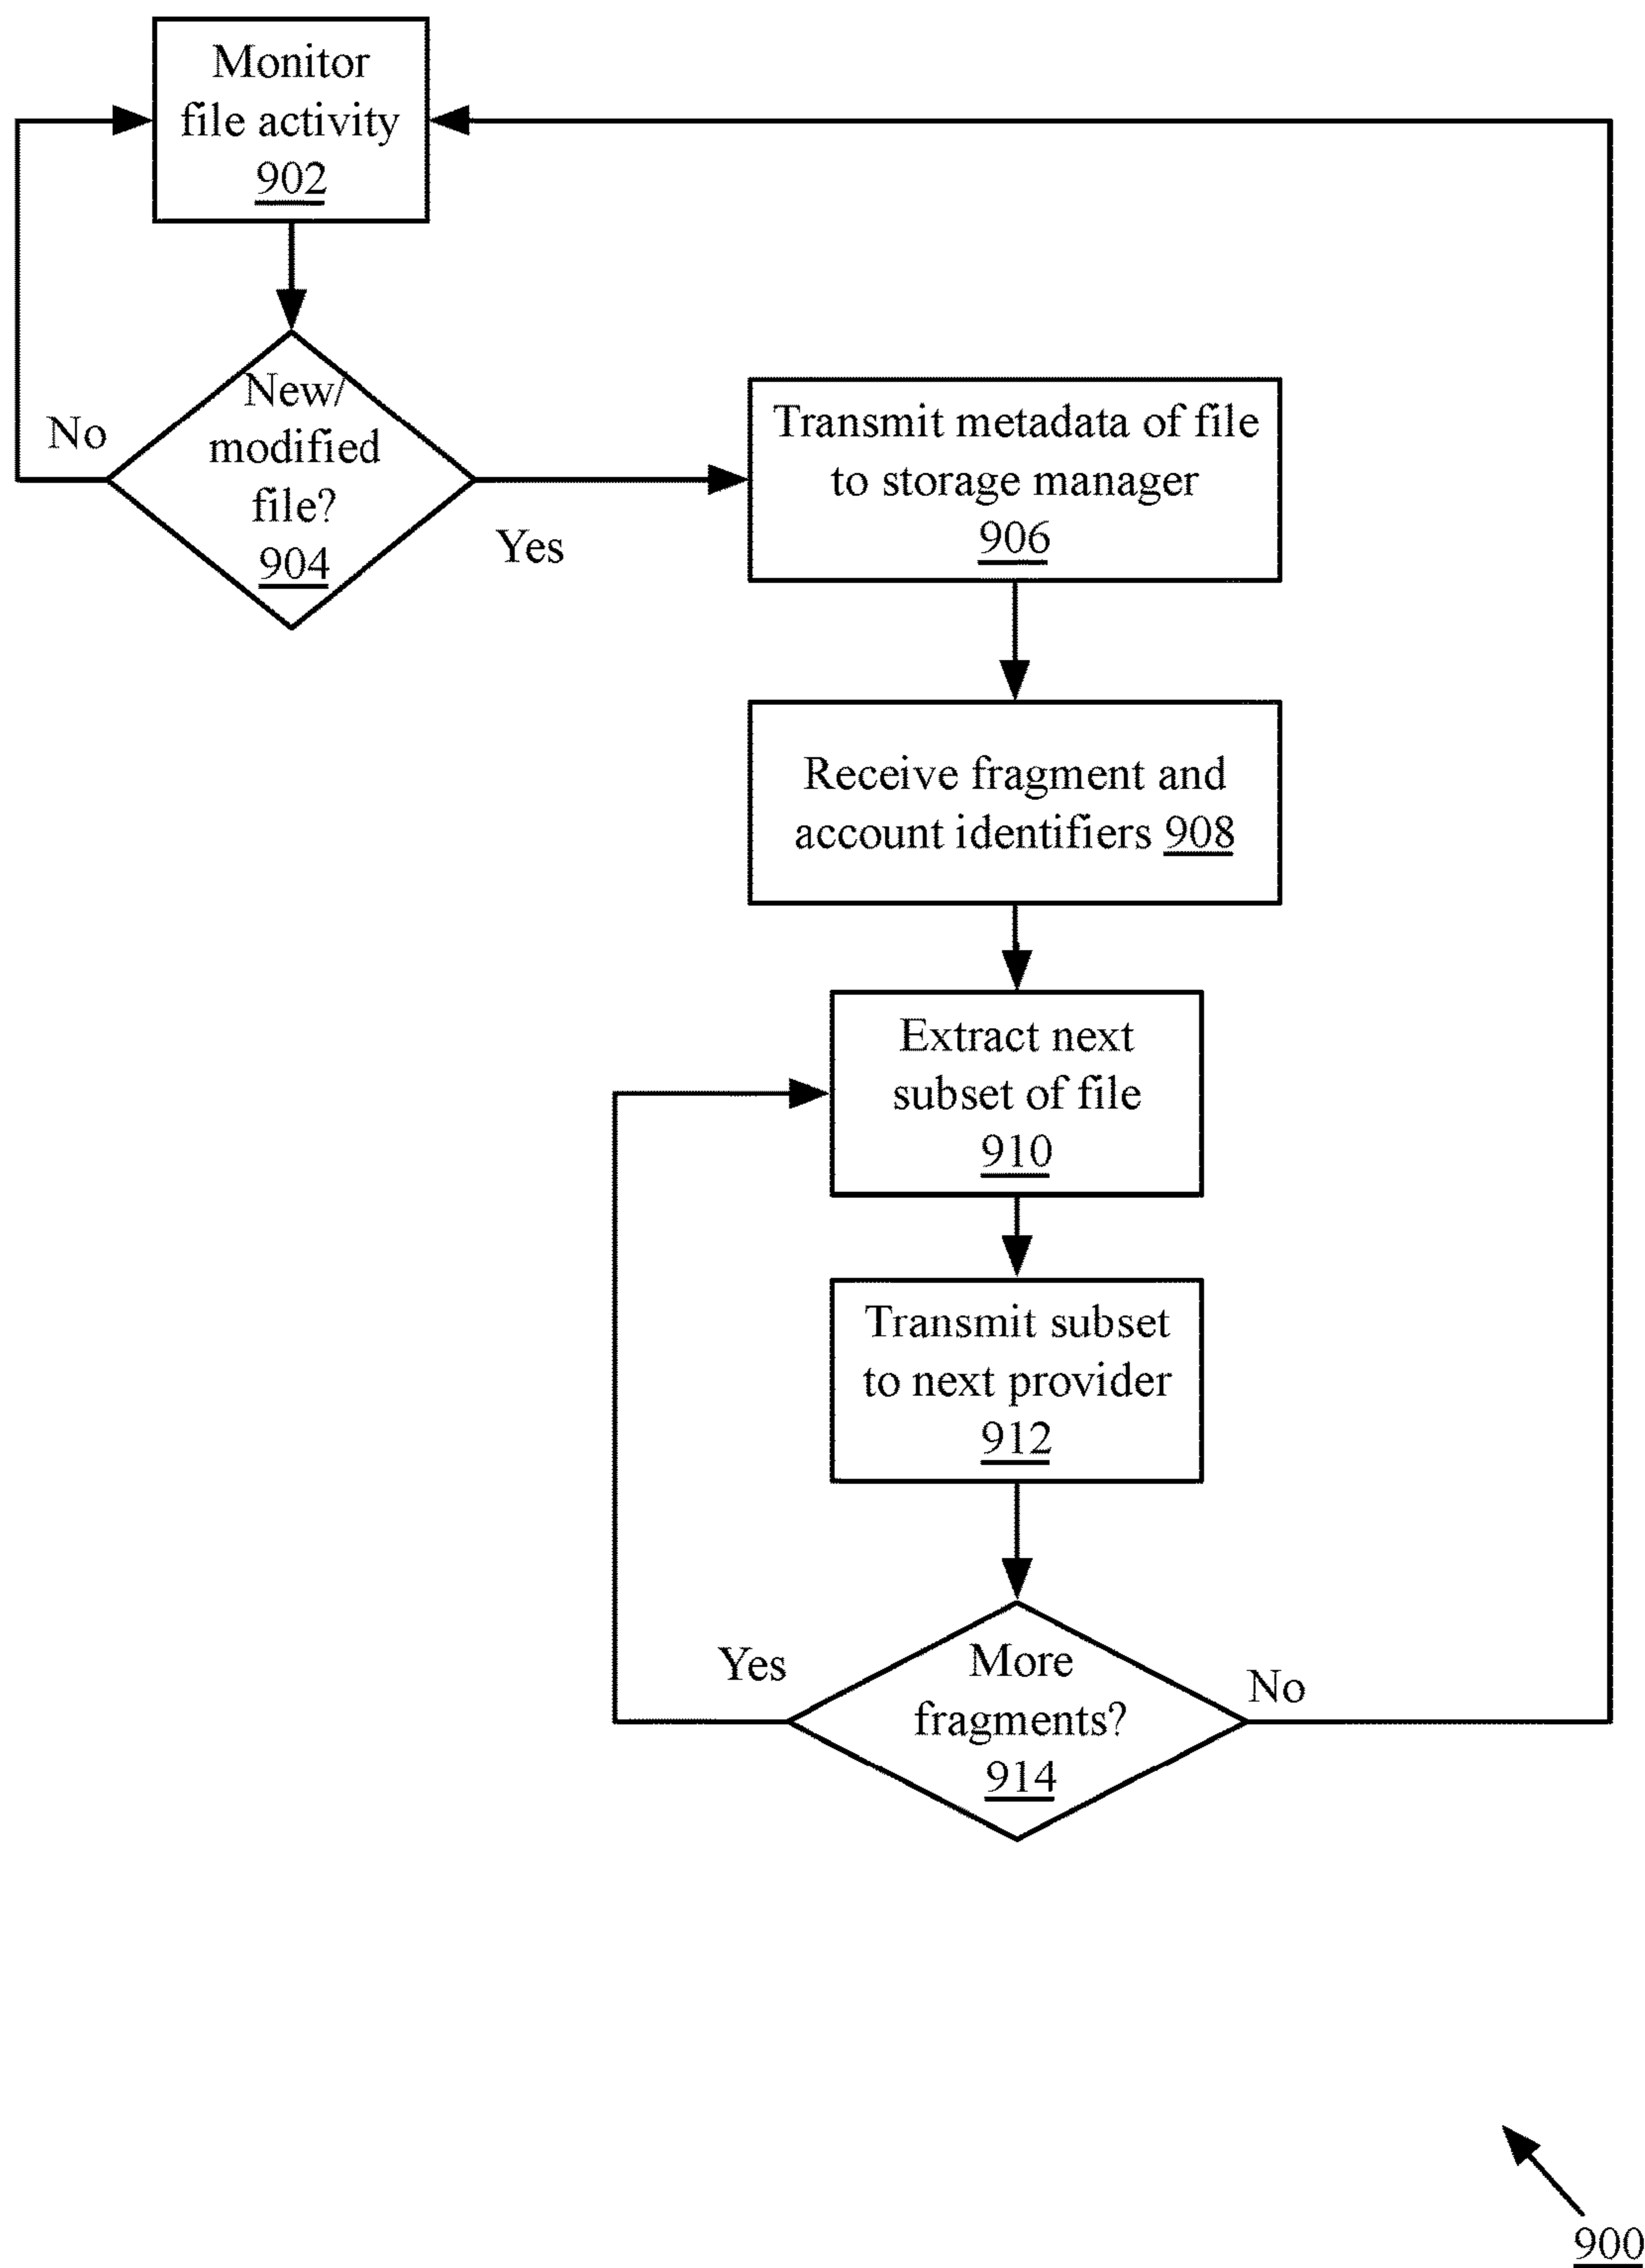 Monitor
file activity
902
New/
modified
file?
904
No
Yes
Transmit metadata of file
to storage manager
906
Receive fragment and
account identifiers 908
Extract next
subset of file
910
Transmit subset
to next provider
912
More
fragments?
914
Yes
No
900